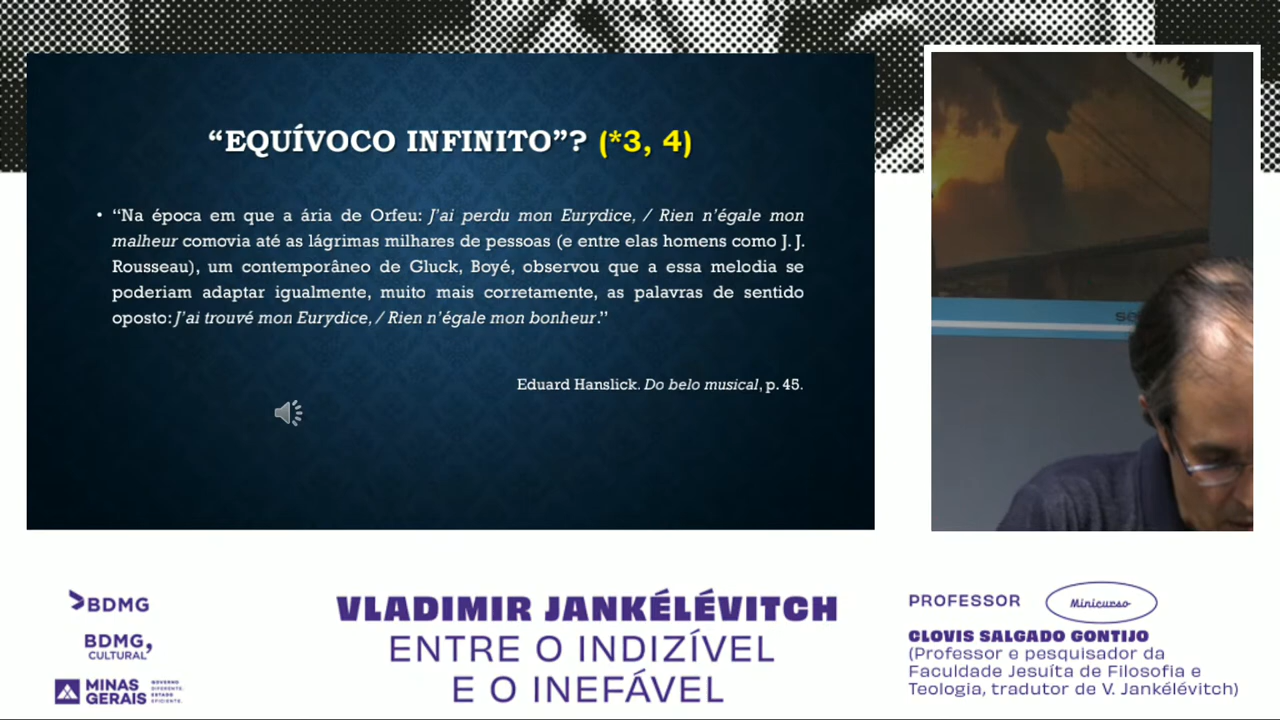 “EQUÍVOCO INFINITO”? (*3, 4)
• “Na época em que a ária de Orfeu: J’ai perdu mon Eurydice, / Rien n’égale mon
malheur comovia até as lágrimas milhares de pessoas (e entre elas homens como J. J.
Rousseau), um contemporâneo de Gluck, Boyé, observou que a essa melodia se
poderiam adaptar igualmente, muito mais corretamente, as palavras de sentido
oposto: J’ai trouvé mon Eurydice, / Rien n’égale mon bonheur.”
Eduard Hanslick. Do belo musical, p. 45.
BDMG
BDMG,
CULTURAL
MINAS
GERAIS
GOVERNO
DIFERENTE.
ESTADO
EFICIENTE.
VLADIMIR JANKÉLÉVITCH
ENTRE O INDIZÍVEL
E O INEFÁVEL
PROFESSOR Minicurso
CLOVIS SALGADO GONTIJO
(Professor e pesquisador da
Faculdade Jesuíta de Filosofia e
Teologia, tradutor de V. Jankélévitch)